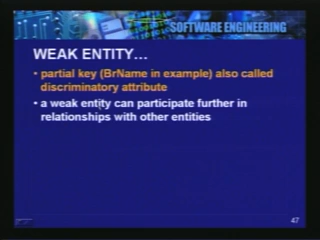 SOFTWARE ENGINEERING
WEAK ENTITY...
• partial key (BrName in example) also called
discriminatory attribute
• a weak entity can participate further in
relationships with other entities
47